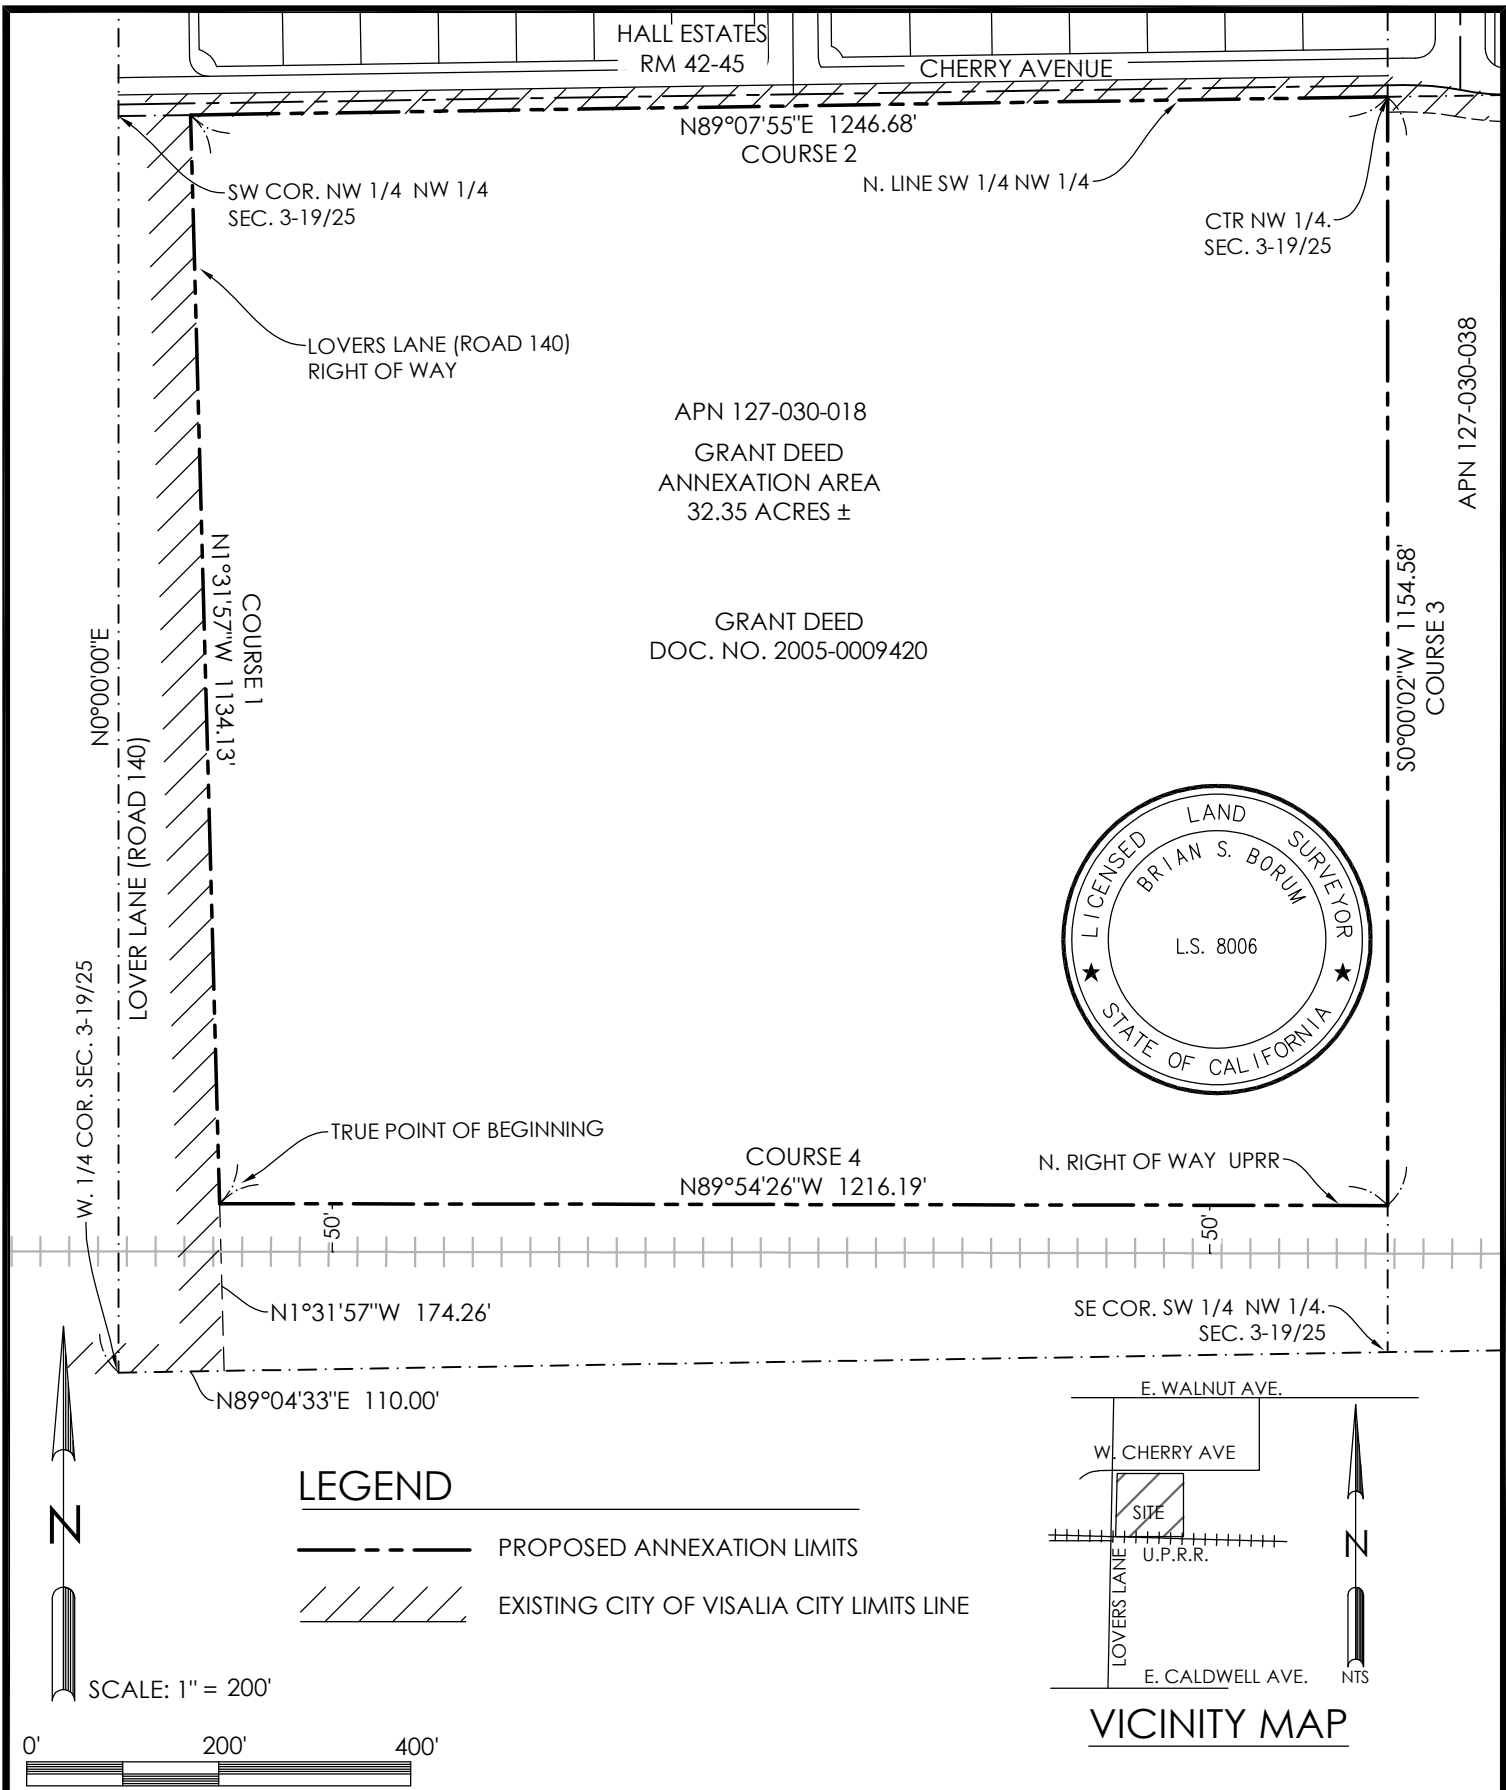 HALL ESTATES
RM 42-45
CHERRY AVENUE
N89°07'55"E 1246.68'
COURSE 2
N. LINE SW 1/4 NW 1/4
SW COR. NW 1/4 NW 1/4
SEC. 3-19/25
CTR NW 1/4.
SEC. 3-19/25
LOVERS LANE (ROAD 140)
RIGHT OF WAY
APN 127-030-038
APN 127-030-018
GRANT DEED
ANNEXATION AREA
32.35 ACRES ±
GRANT DEED
DOC. NO. 2005-0009420
N0°00'00"E
LOVER LANE (ROAD 140)
N1°31'57"W 1134.13'
COURSE 1
S0°00'02"W 1154.58'
COURSE 3
LICENSED LAND SURVEYOR
BRIAN S. BORUM
L.S. 8006
★ STATE OF CALIFORNIA ★
W. 1/4 COR. SEC. 3-19/25
TRUE POINT OF BEGINNING
COURSE 4
N89°54'26"W 1216.19'
N. RIGHT OF WAY UPRR
50'
50'
N1°31'57"W 174.26'
SE COR. SW 1/4 NW 1/4.
SEC. 3-19/25
N89°04'33"E 110.00'
LEGEND
PROPOSED ANNEXATION LIMITS
EXISTING CITY OF VISALIA CITY LIMITS LINE
N
SCALE: 1" = 200'
0' 200' 400'
E. WALNUT AVE.
W. CHERRY AVE
SITE
U.P.R.R.
LOVERS LANE
E. CALDWELL AVE.
N
NTS
VICINITY MAP